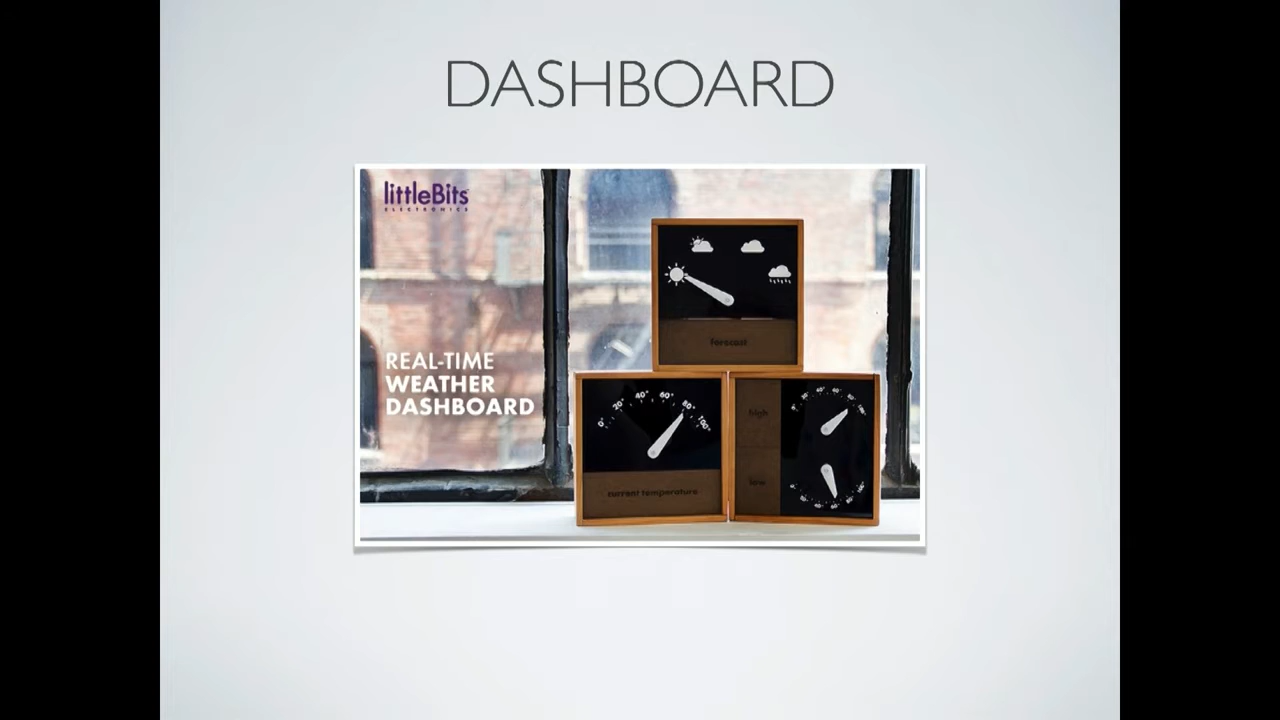 DASHBOARD
littleBits
ELECTRONICS
REAL-TIME
WEATHER
DASHBOARD
forecast
0° 20° 40° 60° 80° 100°
current temperature
high
low